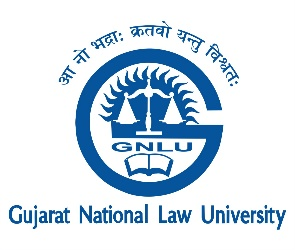 आ नो भद्राः क्रतवो यन्तु विश्वतः
GNLU
Gujarat National Law University